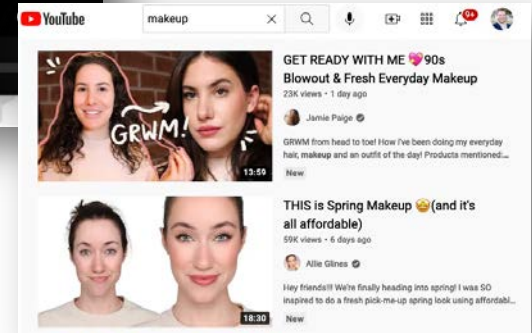 YouTube
makeup
9+
GRWM!
13:59
GET READY WITH ME 💖90s
Blowout & Fresh Everyday Makeup
23K views • 1 day ago
Jamie Paige
GRWM from head to toe! How I've been doing my everyday
hair, makeup and an outfit of the day! Products mentioned:...
New
18:30
THIS is Spring Makeup 🤩(and it's
all affordable)
59K views • 6 days ago
Allie Glines
Hey friends!!! We're finally heading into spring! I was SO
inspired to do a fresh pick-me-up spring look using affordabl...
New